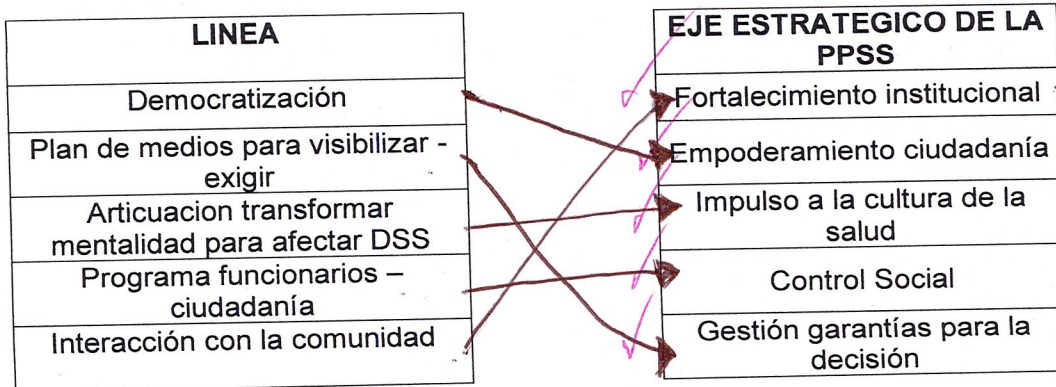 LINEA
Democratización
Plan de medios para visibilizar -
exigir
Articuacion transformar
mentalidad para afectar DSS
Programa funcionarios –
ciudadanía
Interacción con la comunidad
EJE ESTRATEGICO DE LA
PPSS
Fortalecimiento institucional
Empoderamiento ciudadanía
Impulso a la cultura de la
salud
Control Social
Gestión garantías para la
decisión